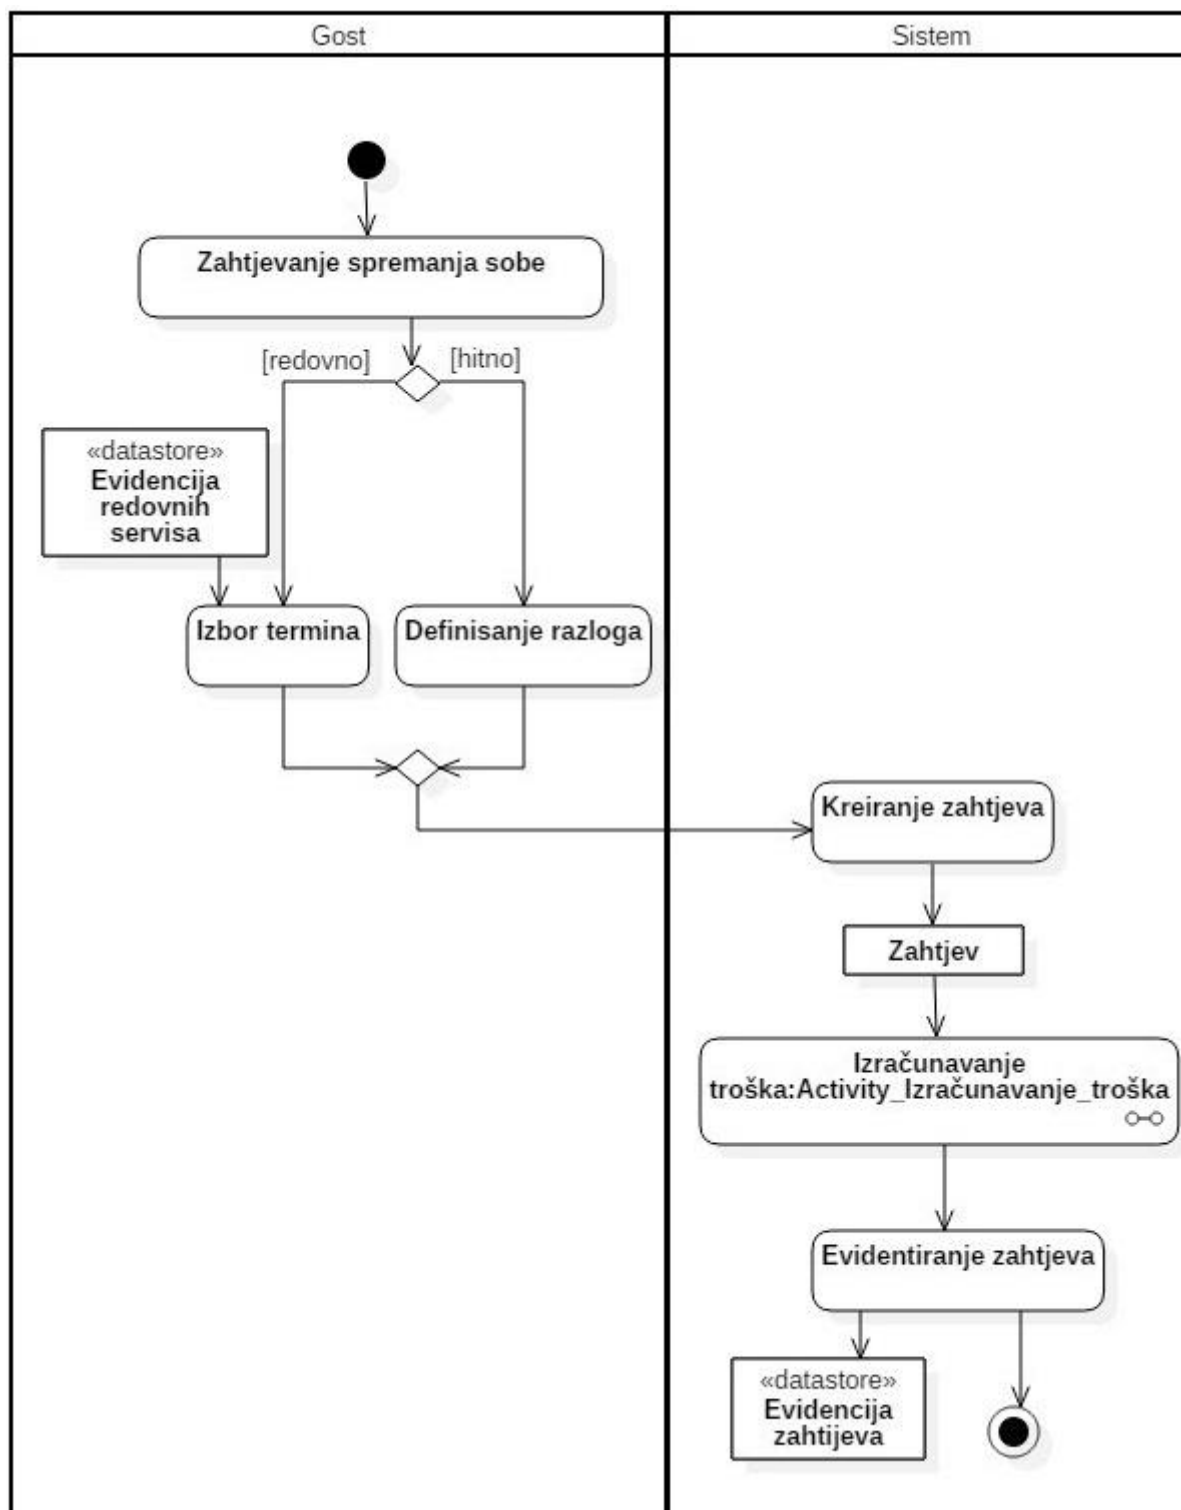 Gost
Sistem
Zahtjevanje spremanja sobe
[redovno]
[hitno]
«datastore»
Evidencija
redovnih
servisa
Izbor termina
Definisanje razloga
Kreiranje zahtjeva
Zahtjev
Izračunavanje
troška:Activity_Izračunavanje_troška
Evidentiranje zahtjeva
«datastore»
Evidencija
zahtijeva